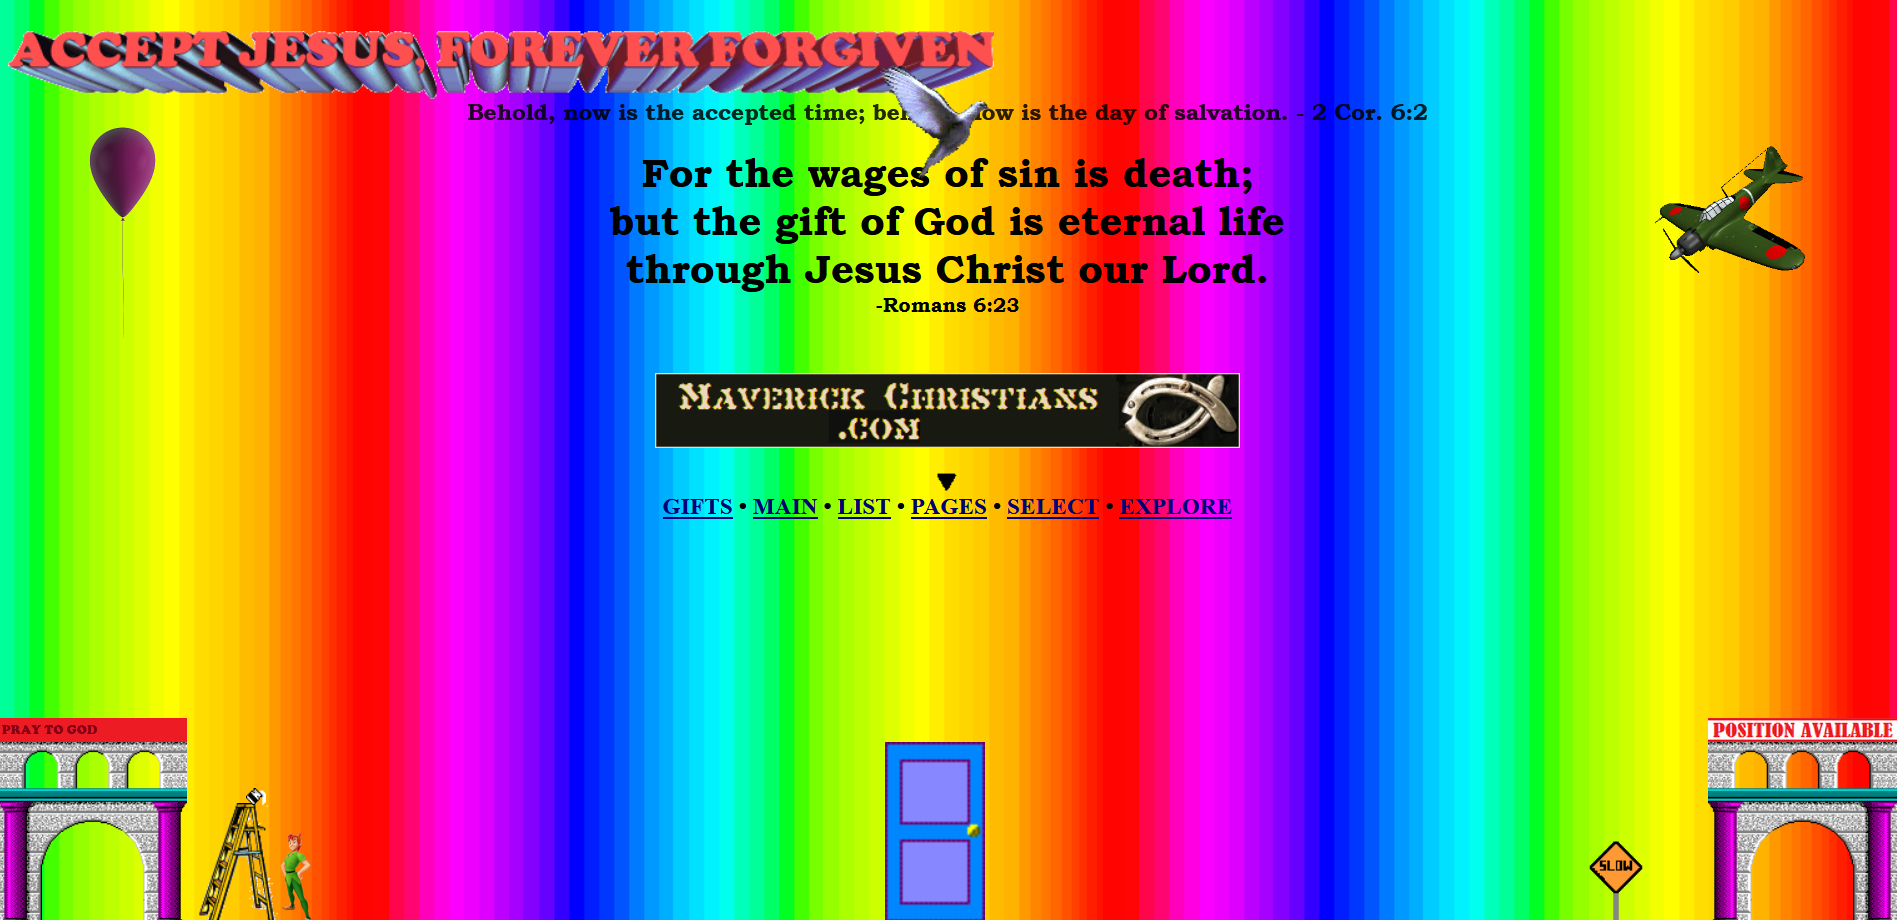 ACCEPT JESUS, FOREVER FORGIVEN
Behold, now is the accepted time; is the day of salvation. - 2 Cor. 6:2
For the wages of sin is death;
but the gift of God is eternal life
through Jesus Christ our Lord.
-Romans 6:23
MAVERICK CHRISTIANS
.COM
GIFTS • MAIN • LIST • PAGES • SELECT • EXPLORE
PRAY TO GOD
POSITION AVAILABLE
SLOW